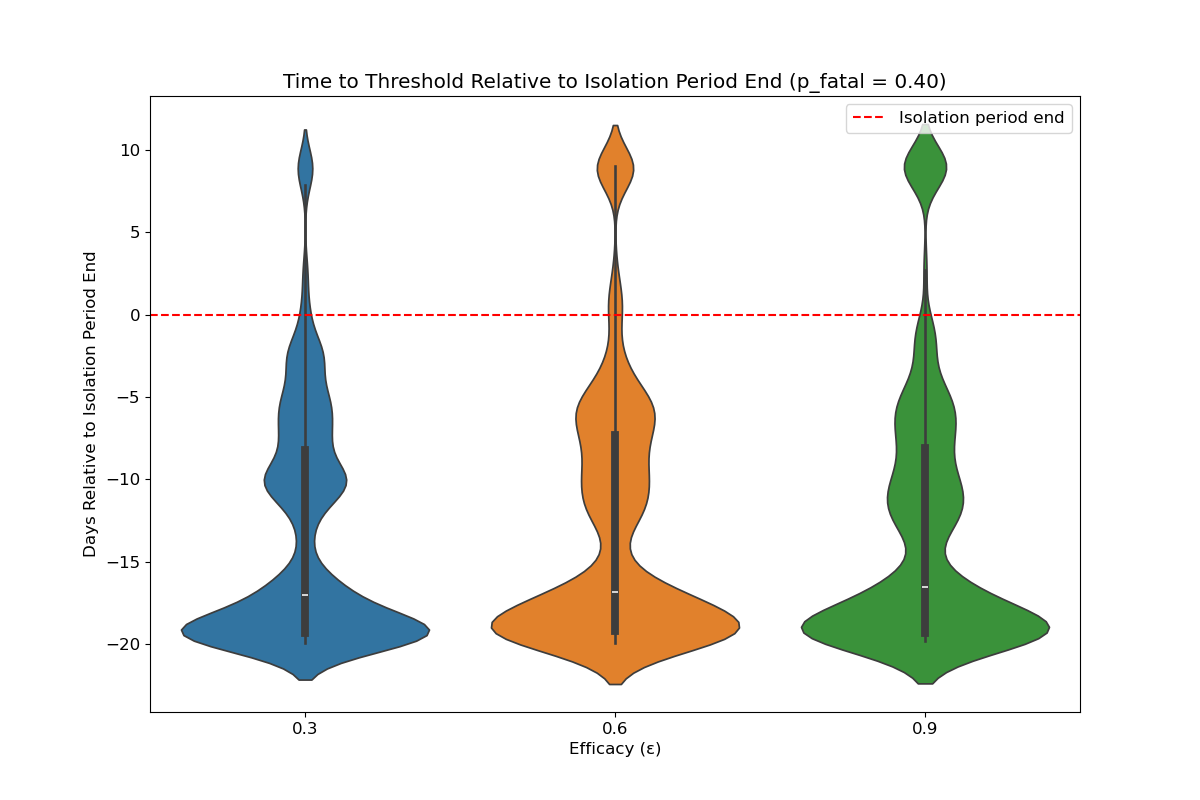 Time to Threshold Relative to Isolation Period End (p_fatal = 0.40)
Isolation period end
Days Relative to Isolation Period End
10
5
0
−5
−10
−15
−20
0.3
0.6
0.9
Efficacy (ε)